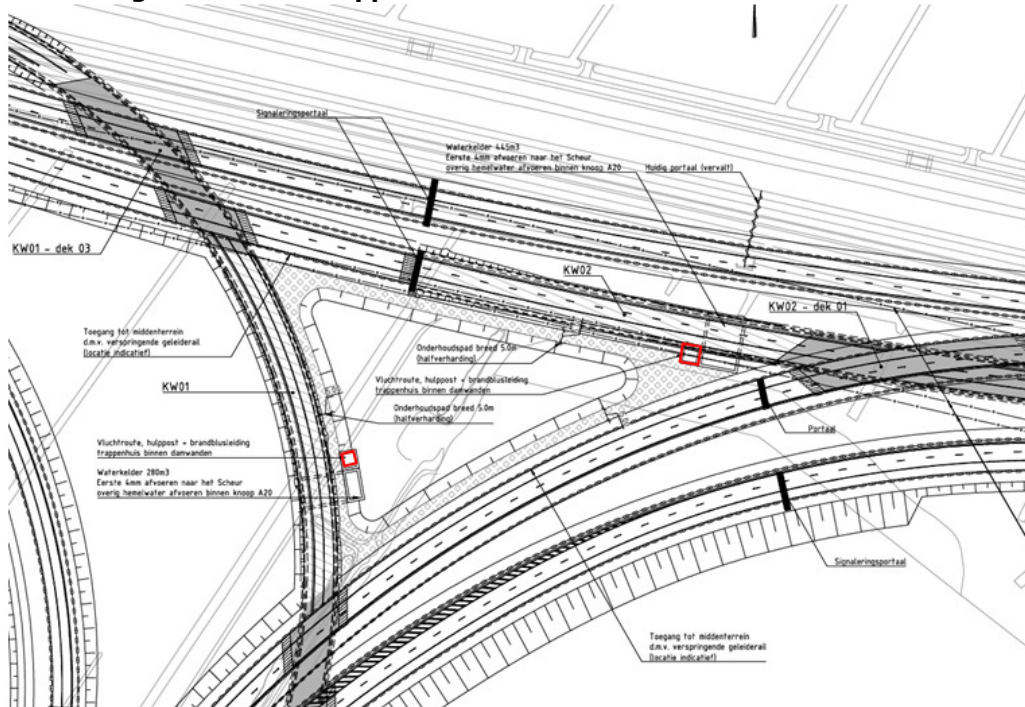 Signaleringsportaal
Waterkelder 445m3
Eerste 4mm afvoeren naar het Scheur
overig hemelwater afvoeren binnen knoop A20
Huidig portaal (vervalt)
KW01 - dek 03
KW02
KW02 - dek 01
Toegang tot middenterrein
d.m.v. verspringende geleiderail
(locatie indicatief)
Onderhoudspad breed 5.0m
(halfverharding)
KW01
Vluchtroute, hulppost + brandblusleiding
trappenhuis binnen damwanden
Onderhoudspad breed 5.0m
(halfverharding)
Portaal
Vluchtroute, hulppost + brandblusleiding
trappenhuis binnen damwanden
Waterkelder 280m3
Eerste 4mm afvoeren naar het Scheur
overig hemelwater afvoeren binnen knoop A20
Signaleringsportaal
Toegang tot middenterrein
d.m.v. verspringende geleiderail
(locatie indicatief)